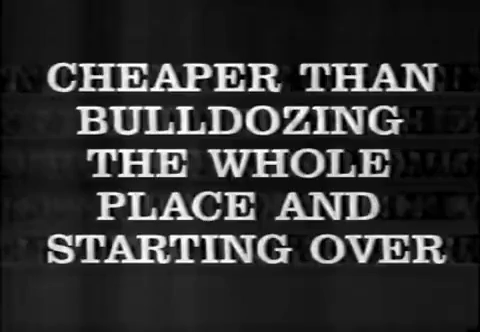 CHEAPER THAN
BULLDOZING
THE WHOLE
PLACE AND
STARTING OVER